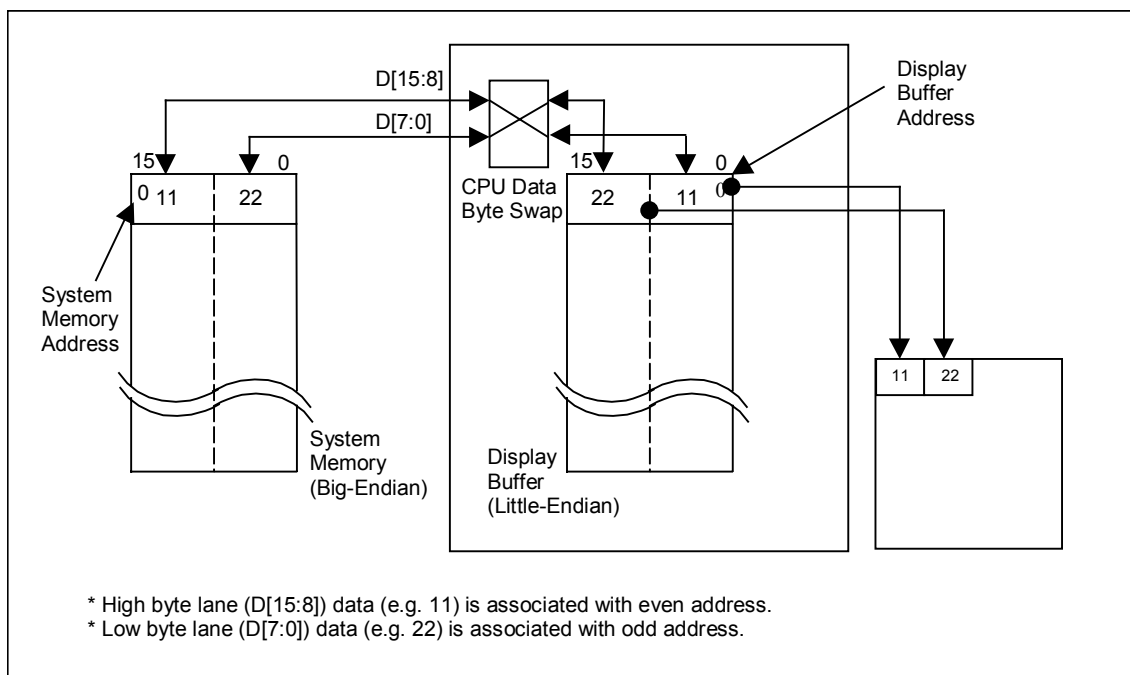 D[15:8]
D[7:0]
Display
Buffer
Address
15
0
15
0
CPU Data
Byte Swap
0
11
22
22
11
0
System
Memory
Address
11
22
System
Memory
(Big-Endian)
Display
Buffer
(Little-Endian)
* High byte lane (D[15:8]) data (e.g. 11) is associated with even address.
* Low byte lane (D[7:0]) data (e.g. 22) is associated with odd address.